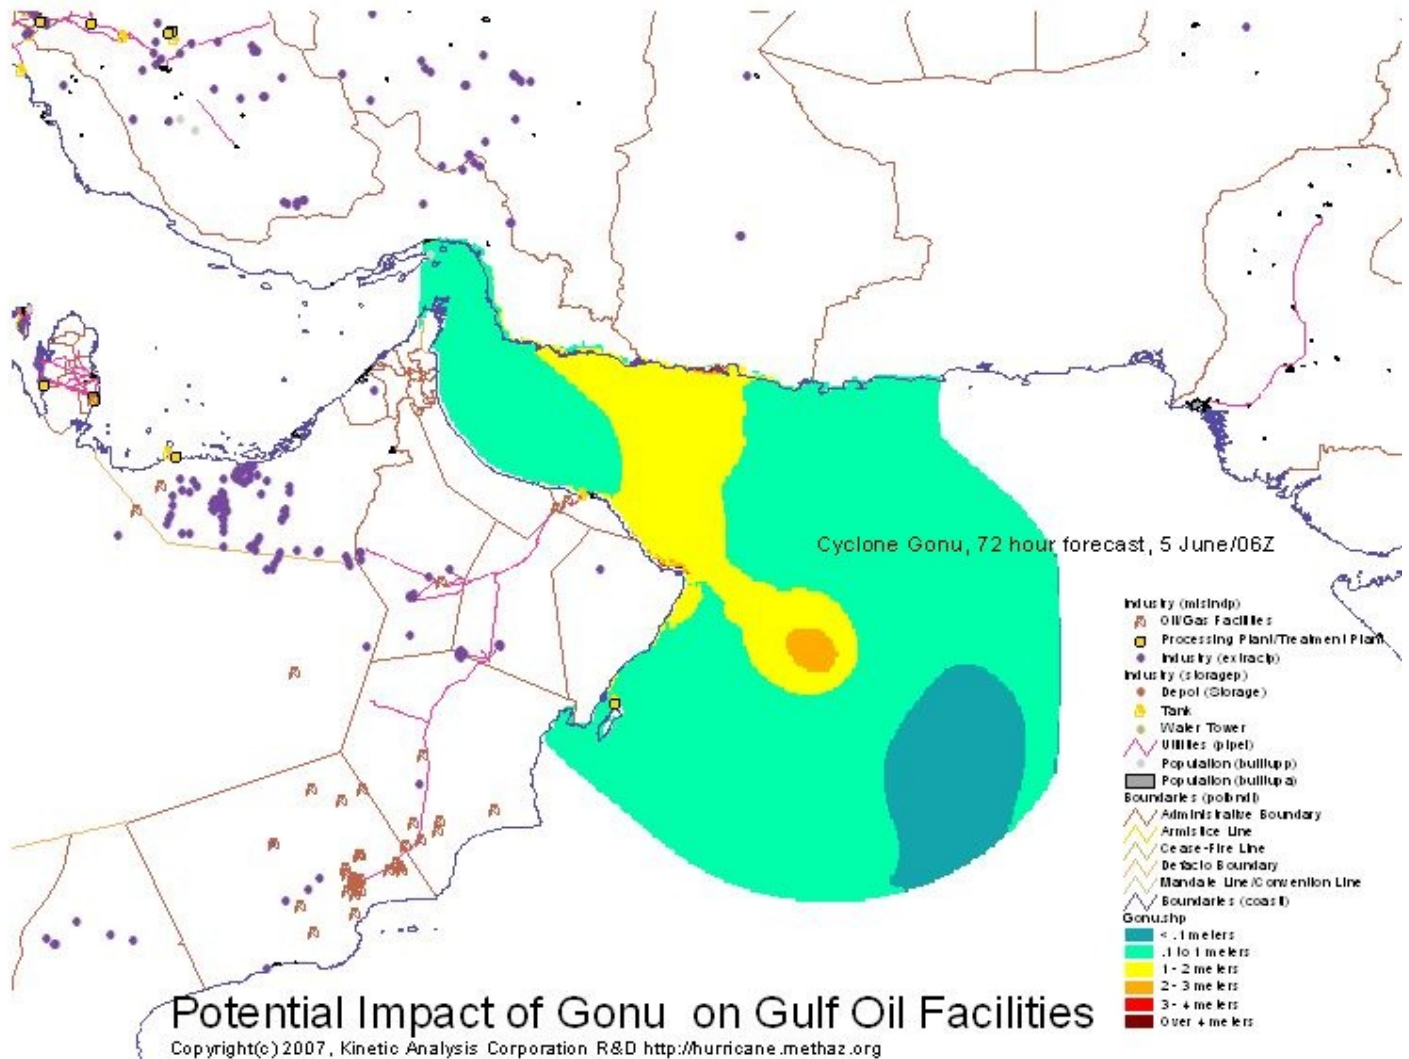 Cyclone Gonu, 72 hour forecast, 5 June/06Z
Industry (misindp)
Oil/Gas Facilities
Processing Plant/Treatment Plant
Industry (extractp)
Industry (storagep)
Depot (Storage)
Tank
Water Tower
Utilities (pipel)
Population (builtupp)
Population (builtupa)
Boundaries (polbndl)
Administrative Boundary
Armistice Line
Cease-Fire Line
Defacto Boundary
Mandate Line/Convention Line
Boundaries (coastl)
Gonu.shp
< .1 meters
.1 to 1 meters
1 - 2 meters
2 - 3 meters
3 - 4 meters
Over 4 meters
Potential Impact of Gonu on Gulf Oil Facilities
Copyright(c) 2007, Kinetic Analysis Corporation R&D http://hurricane.methaz.org